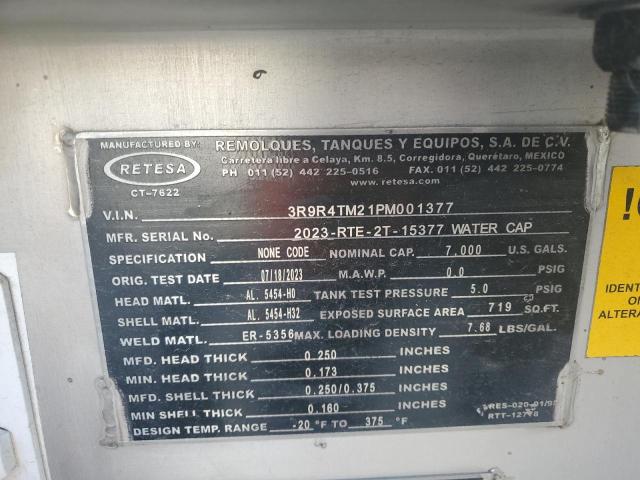 MANUFACTURED BY:
RETESA
CT-7622
REMOLQUES, TANQUES Y EQUIPOS, S.A. DE C.V.
Carretera libre a Celaya, Km. 8.5, Corregidora, Querétaro, MEXICO
PH 011 (52) 442 225-0516 FAX. 011 (52) 442 225-0774
www.retesa.com
V.I.N. 3R9R4TM21PM001377
MFR. SERIAL No. 2023-RTE-2T-15377 WATER CAP
SPECIFICATION NONE CODE NOMINAL CAP. 7.000 U.S. GALS.
ORIG. TEST DATE 07/18/2023 M.A.W.P. 0.0 PSIG
HEAD MATL. AL. 5454-H0 TANK TEST PRESSURE 5.0 PSIG
SHELL MATL. AL. 5454-H32 EXPOSED SURFACE AREA 719 SQ.FT.
WELD MATL. ER-5356 MAX. LOADING DENSITY 7.68 LBS/GAL.
MFD. HEAD THICK 0.250 INCHES
MIN. HEAD THICK 0.173 INCHES
MFD. SHELL THICK 0.250/0.375 INCHES
MIN SHELL THICK 0.160 INCHES
DESIGN TEMP. RANGE -20 °F TO 375 °F
RES-020-01/9
IDENT
ALTERA